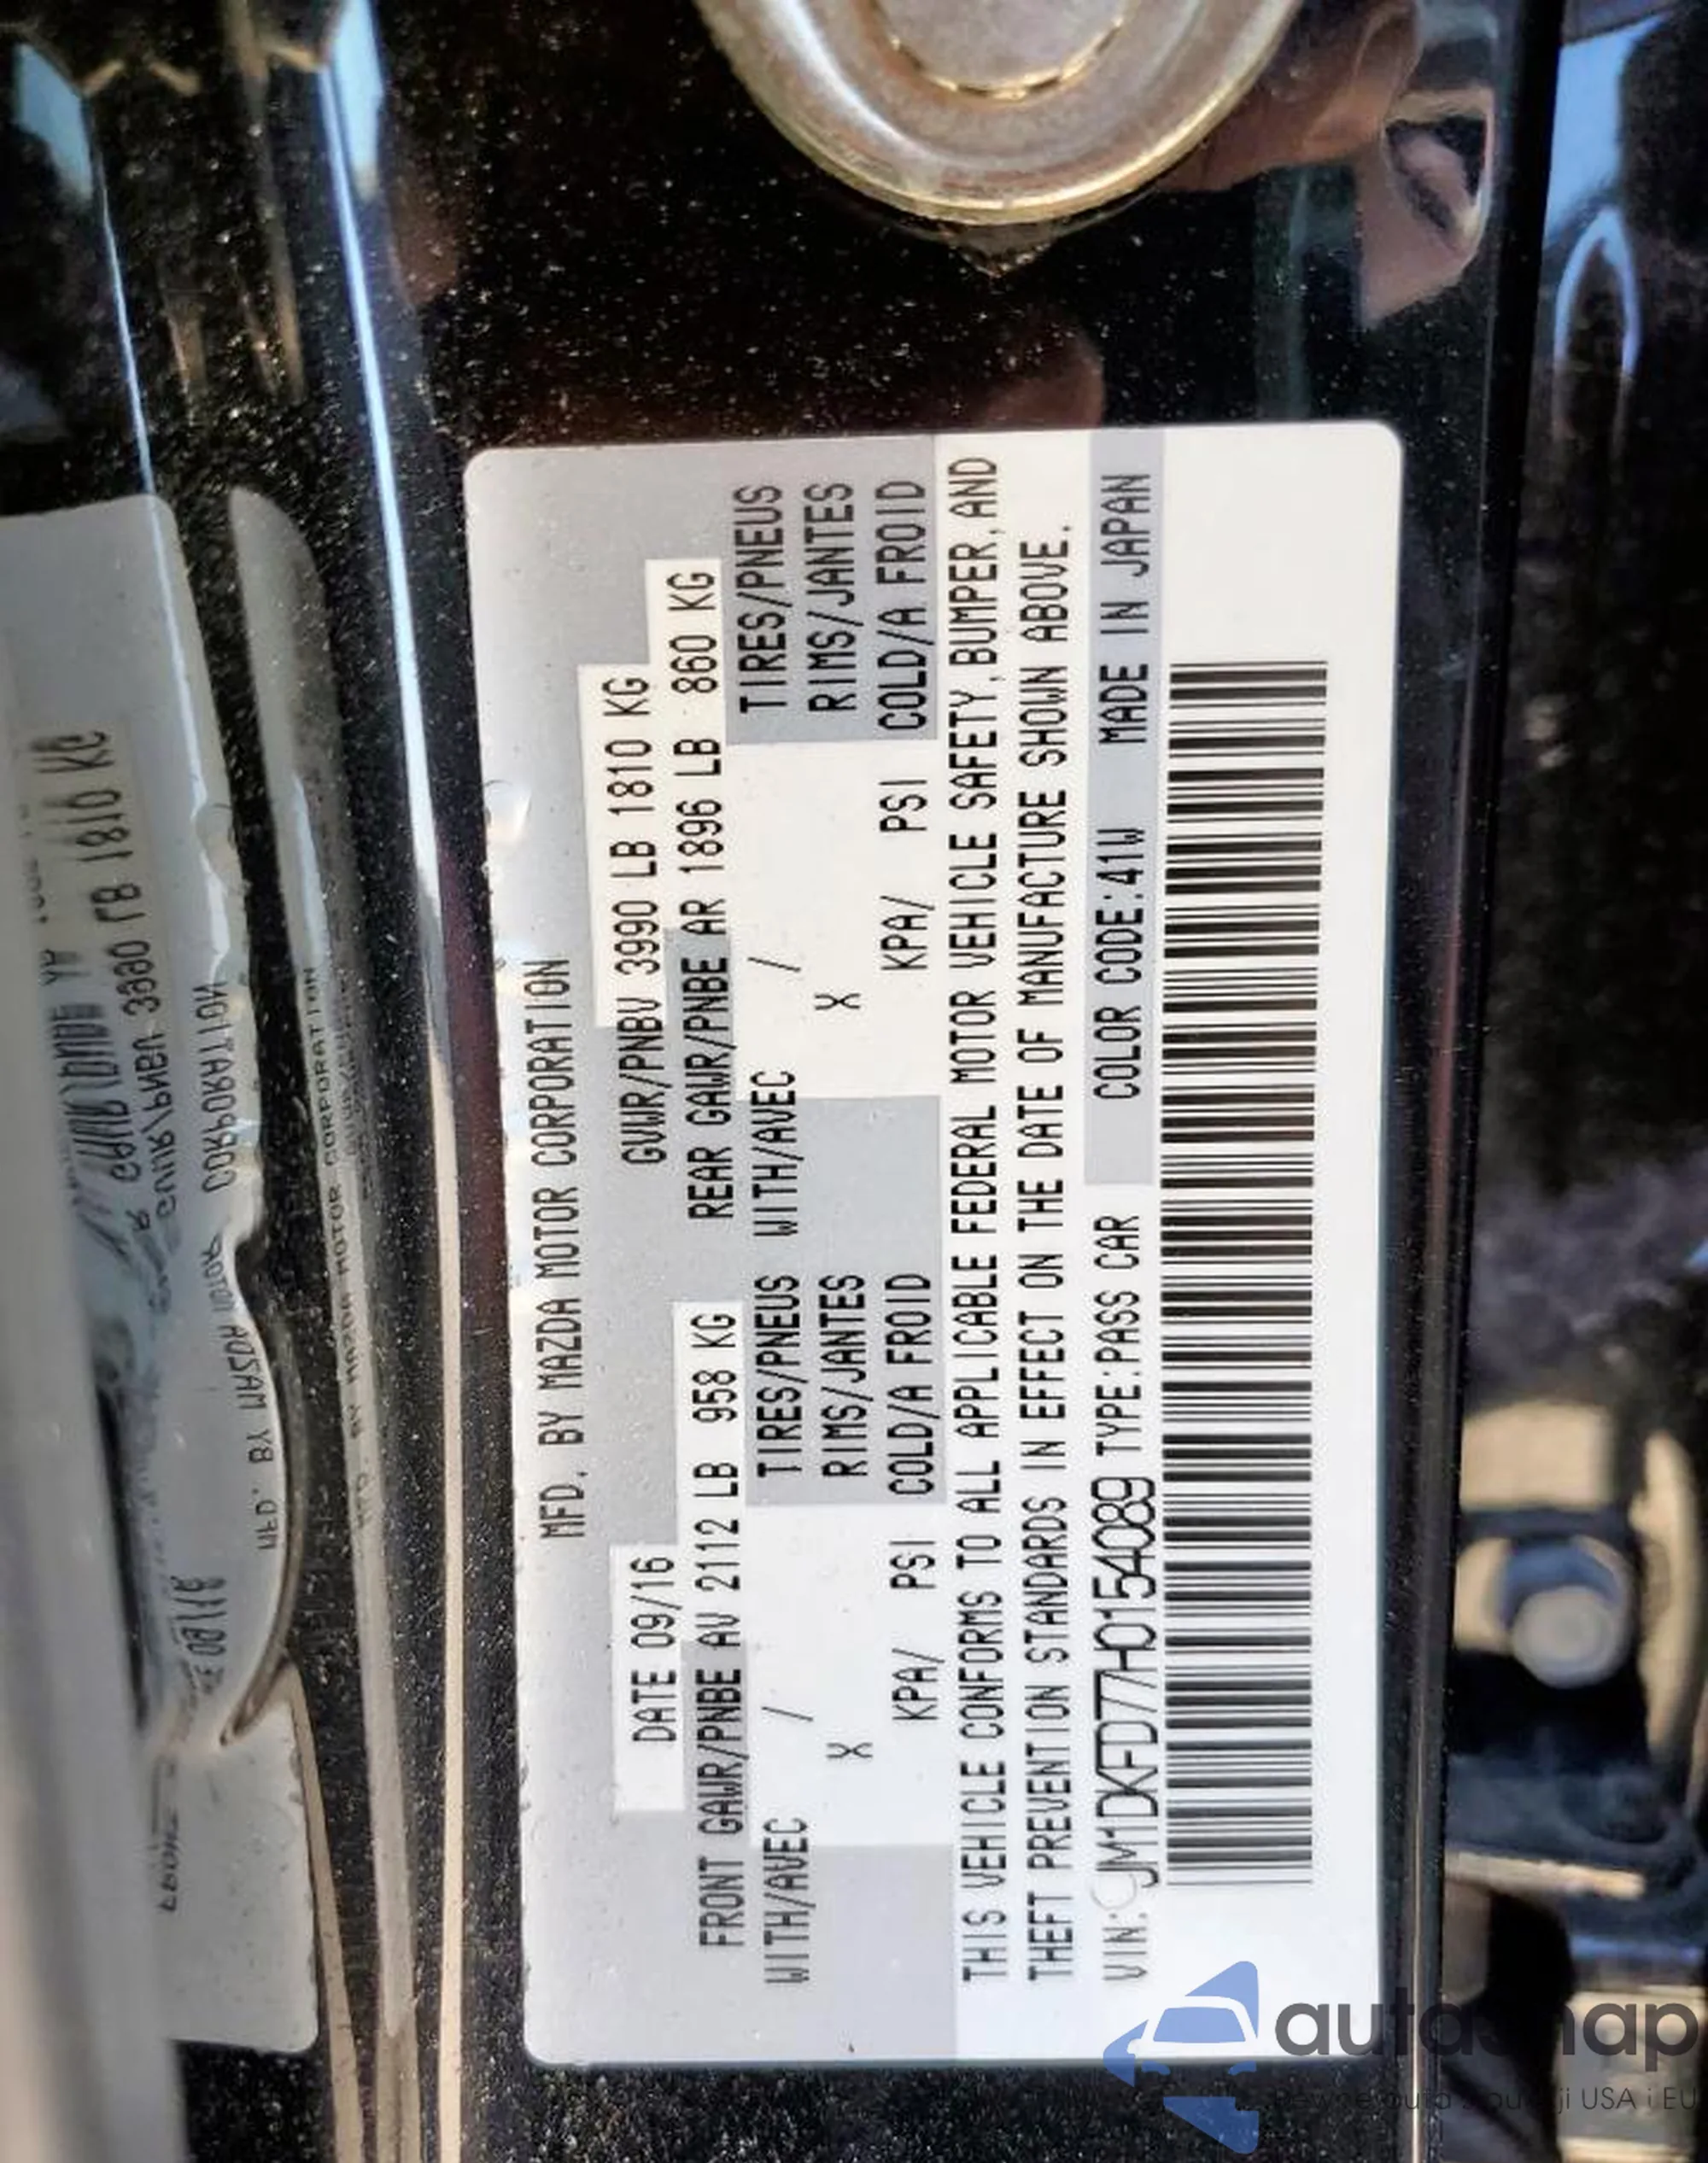 MFD. BY MAZDA MOTOR CORPORATION
DATE 09/16 GVWR/PNBV 3990 LB 1810 KG
FRONT GAWR/PNBE AV 2112 LB 958 KG REAR GAWR/PNBE AR 1896 LB 860 KG
WITH/AVEC / TIRES/PNEUS WITH/AVEC / TIRES/PNEUS
X RIMS/JANTES X RIMS/JANTES
KPA/ PSI COLD/A FROID KPA/ PSI COLD/A FROID
THIS VEHICLE CONFORMS TO ALL APPLICABLE FEDERAL MOTOR VEHICLE SAFETY, BUMPER, AND
THEFT PREVENTION STANDARDS IN EFFECT ON THE DATE OF MANUFACTURE SHOWN ABOVE.
VIN: JM1DKFD77H0154089 TYPE:PASS CAR COLOR CODE:41W MADE IN JAPAN
autasnap
USA i EU